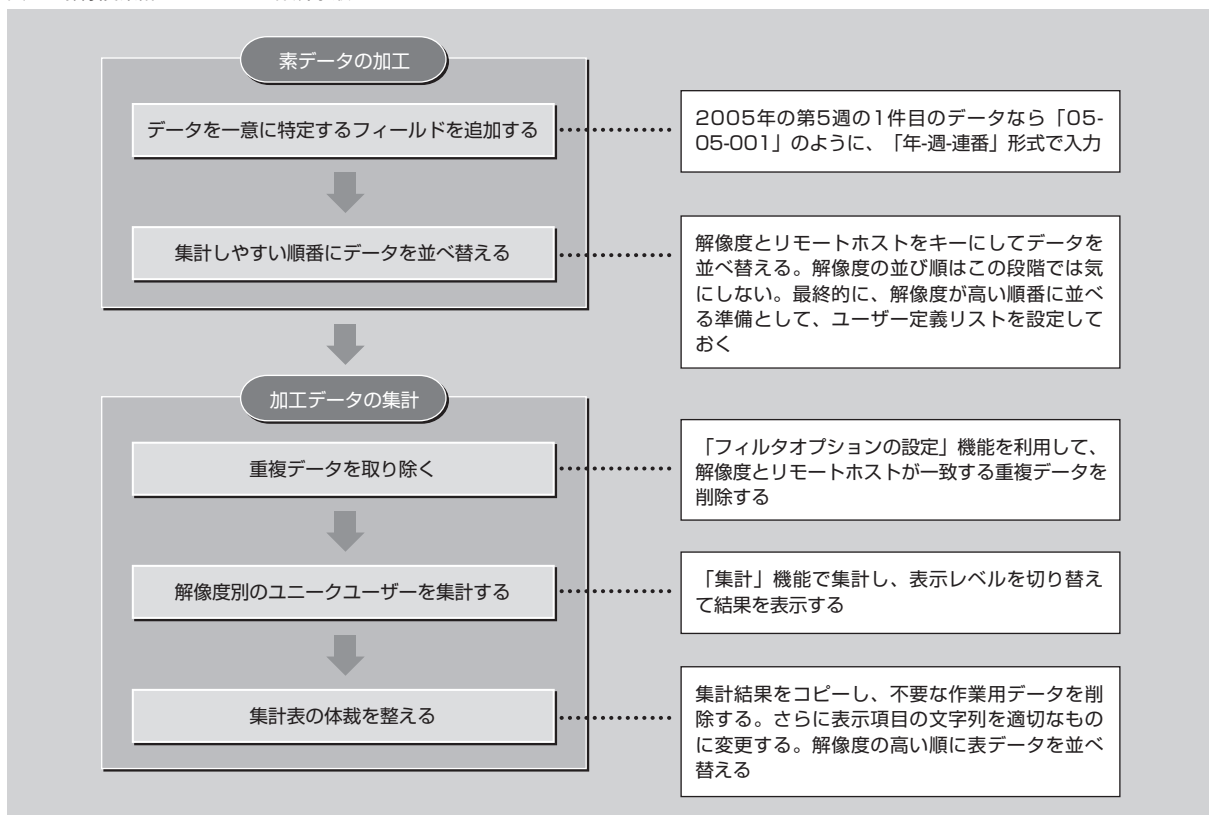 素データの加工
データを一意に特定するフィールドを追加する
2005年の第5週の1件目のデータなら「05-
05-001」のように、「年-週-連番」形式で入力
集計しやすい順番にデータを並べ替える
解像度とリモートホストをキーにしてデータを
並べ替える。解像度の並び順はこの段階では気
にしない。最終的に、解像度が高い順番に並べ
る準備として、ユーザー定義リストを設定して
おく
加工データの集計
重複データを取り除く
「フィルタオプションの設定」機能を利用して、
解像度とリモートホストが一致する重複データを
削除する
解像度別のユニークユーザーを集計する
「集計」機能で集計し、表示レベルを切り替え
て結果を表示する
集計表の体裁を整える
集計結果をコピーし、不要な作業用データを削
除する。さらに表示項目の文字列を適切なもの
に変更する。解像度の高い順に表データを並べ
替える